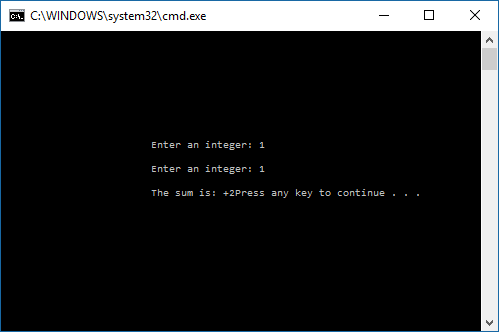 C:\WINDOWS\system32\cmd.exe
Enter an integer: 1
Enter an integer: 1
The sum is: +2Press any key to continue . . .